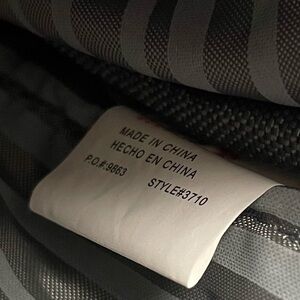 MADE IN CHINA
HECHO EN CHINA
P.O.#:9863 STYLE#3710